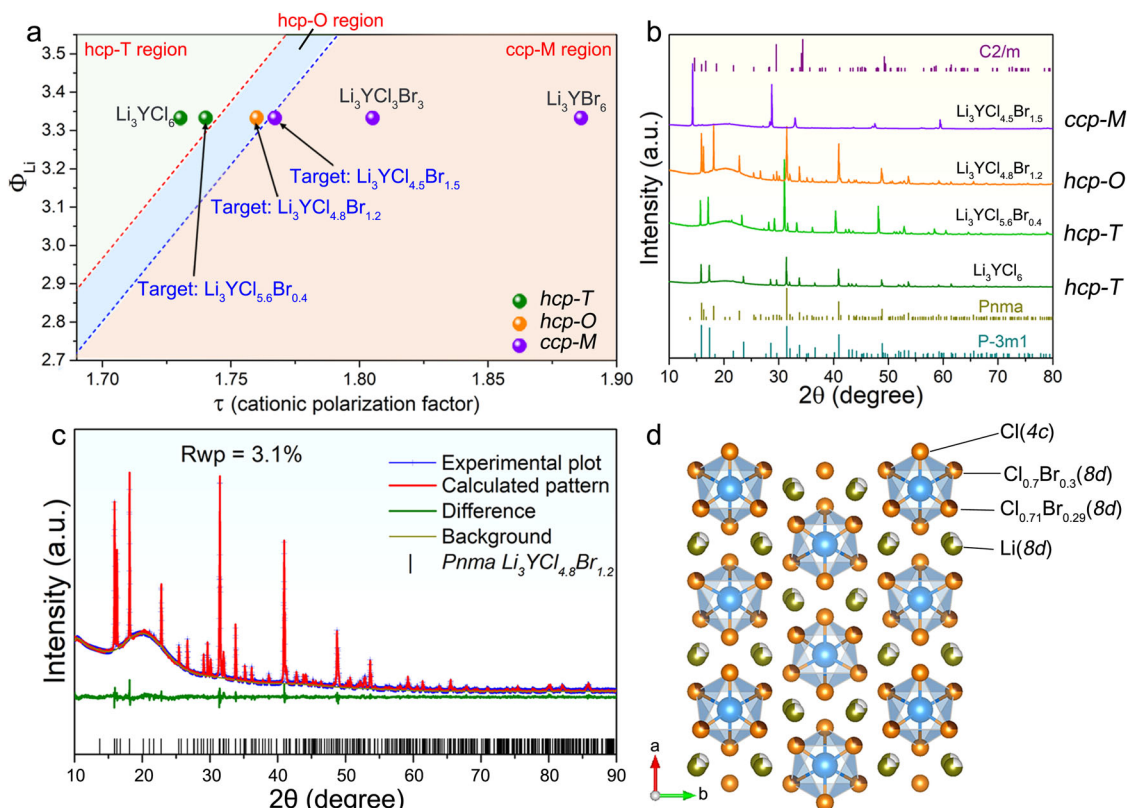 a
hcp-O region
hcp-T region
ccp-M region
Li₃YCl₆
Li₃YCl₃Br₃
Li₃YBr₆
Target: Li₃YCl₄.₅Br₁.₅
Target: Li₃YCl₄.₈Br₁.₂
Target: Li₃YCl₅.₆Br₀.₄
hcp-T
hcp-O
ccp-M
Φ_Li
3.5
3.4
3.3
3.2
3.1
3.0
2.9
2.8
2.7
1.70 1.75 1.80 1.85 1.90
τ (cationic polarization factor)
b
C2/m
Li₃YCl₄.₅Br₁.₅
ccp-M
Li₃YCl₄.₈Br₁.₂
hcp-O
Li₃YCl₅.₆Br₀.₄
hcp-T
Li₃YCl₆
hcp-T
Pnma
P-3m1
Intensity (a.u.)
10 20 30 40 50 60 70 80
2θ (degree)
c
Rwp = 3.1%
Experimental plot
Calculated pattern
Difference
Background
Pnma Li₃YCl₄.₈Br₁.₂
Intensity (a.u.)
10 20 30 40 50 60 70 80 90
2θ (degree)
d
Cl(4c)
Cl₀.₇Br₀.₃(8d)
Cl₀.₇₁Br₀.₂₉(8d)
Li(8d)
a
b